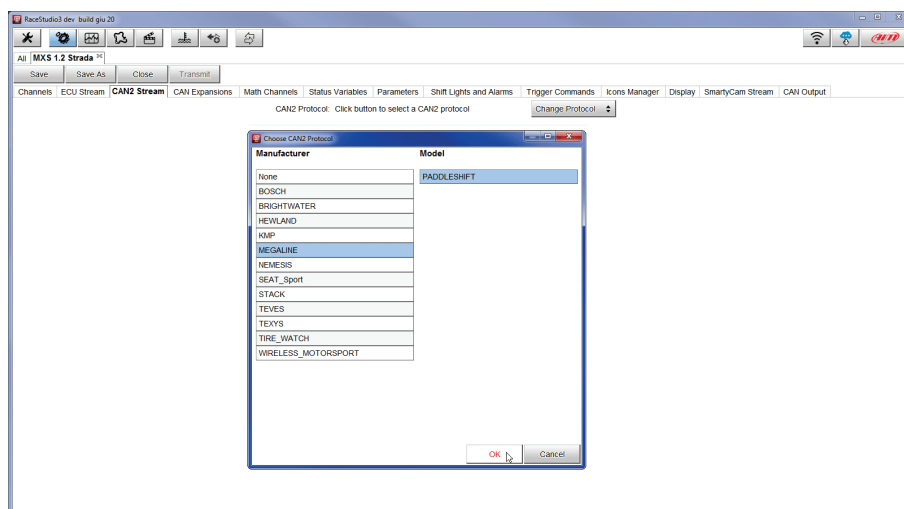 RaceStudio3 dev build giu 20
AiM
All MXS 1.2 Strada
Save Save As Close Transmit
Channels ECU Stream CAN2 Stream CAN Expansions Math Channels Status Variables Parameters Shift Lights and Alarms Trigger Commands Icons Manager Display SmartyCam Stream CAN Output
CAN2 Protocol: Click button to select a CAN2 protocol Change Protocol
Choose CAN2 Protocol
Manufacturer Model
None PADDLESHIFT
BOSCH
BRIGHTWATER
HEWLAND
KMP
MEGALINE
NEMESIS
SEAT_Sport
STACK
TEVES
TEXYS
TIRE_WATCH
WIRELESS_MOTORSPORT
OK Cancel